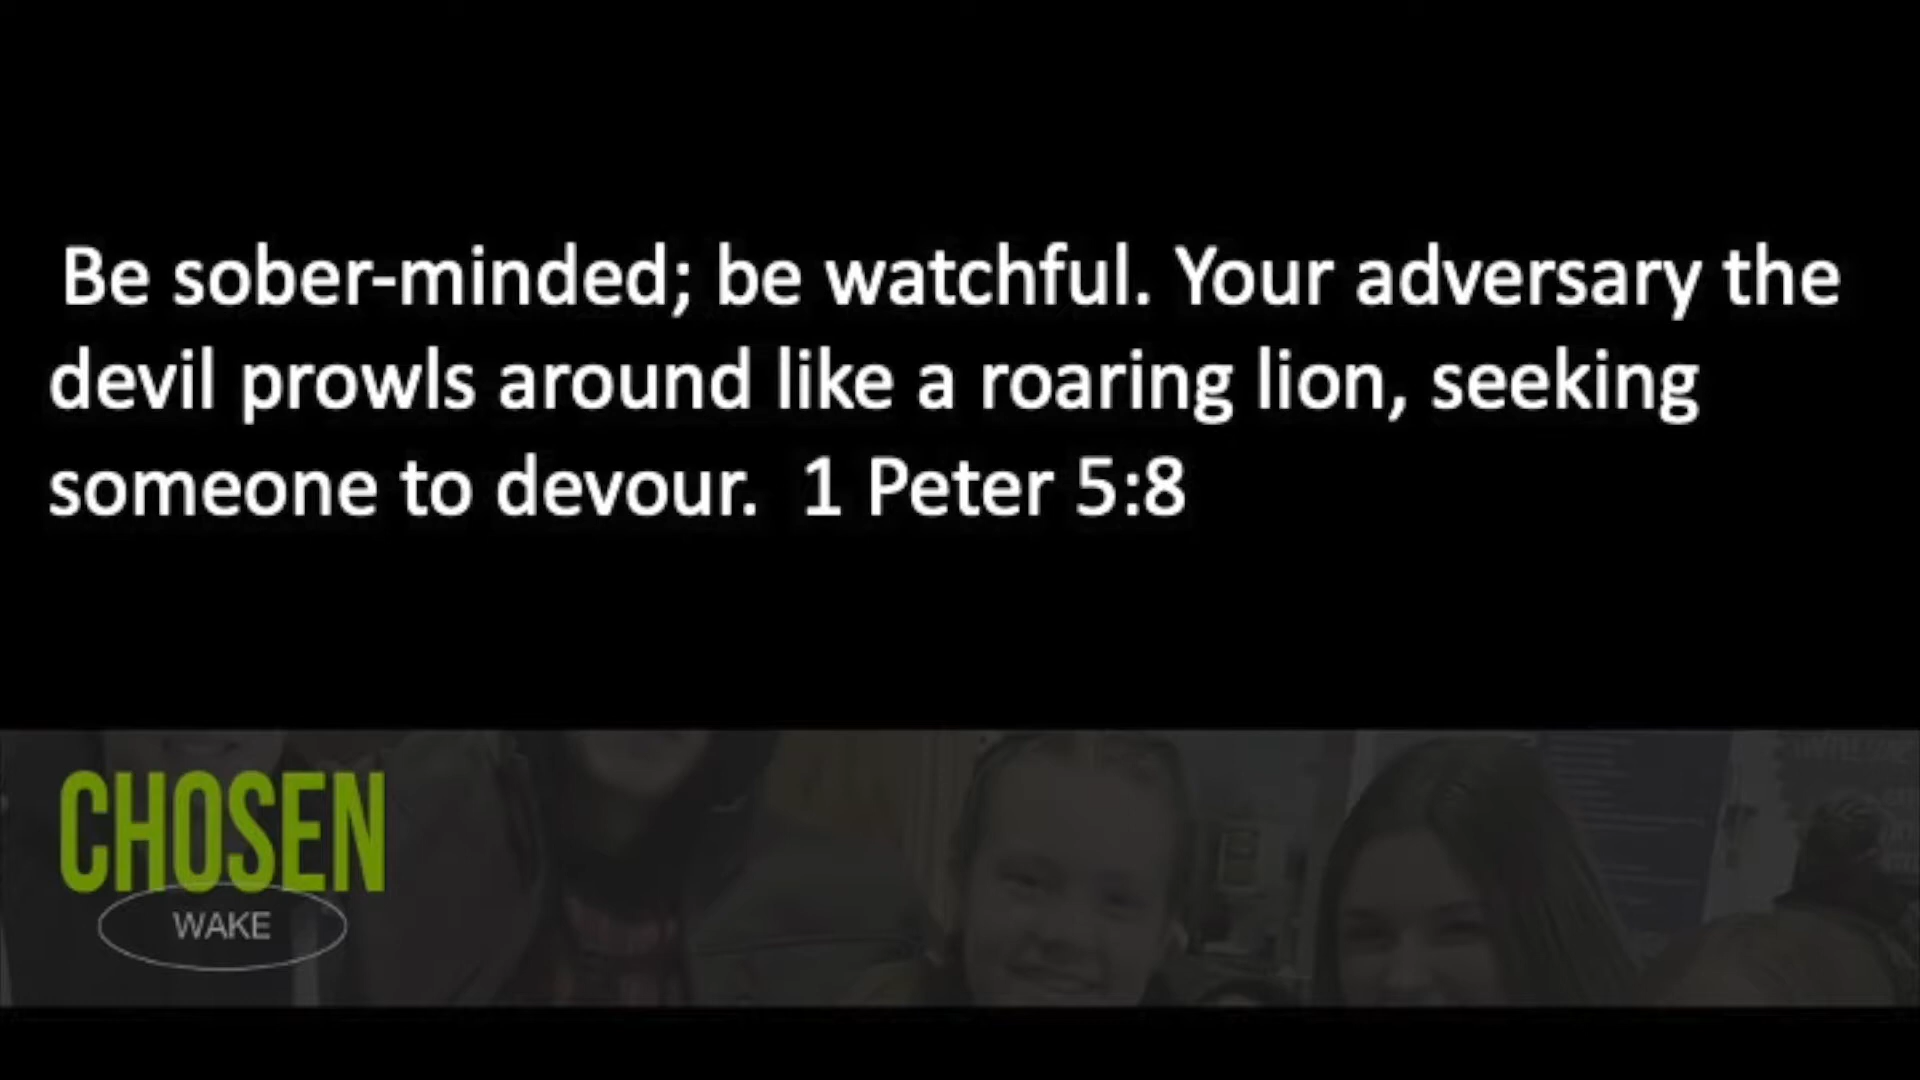 Be sober-minded; be watchful. Your adversary the
devil prowls around like a roaring lion, seeking
someone to devour.  1 Peter 5:8
CHOSEN
WAKE